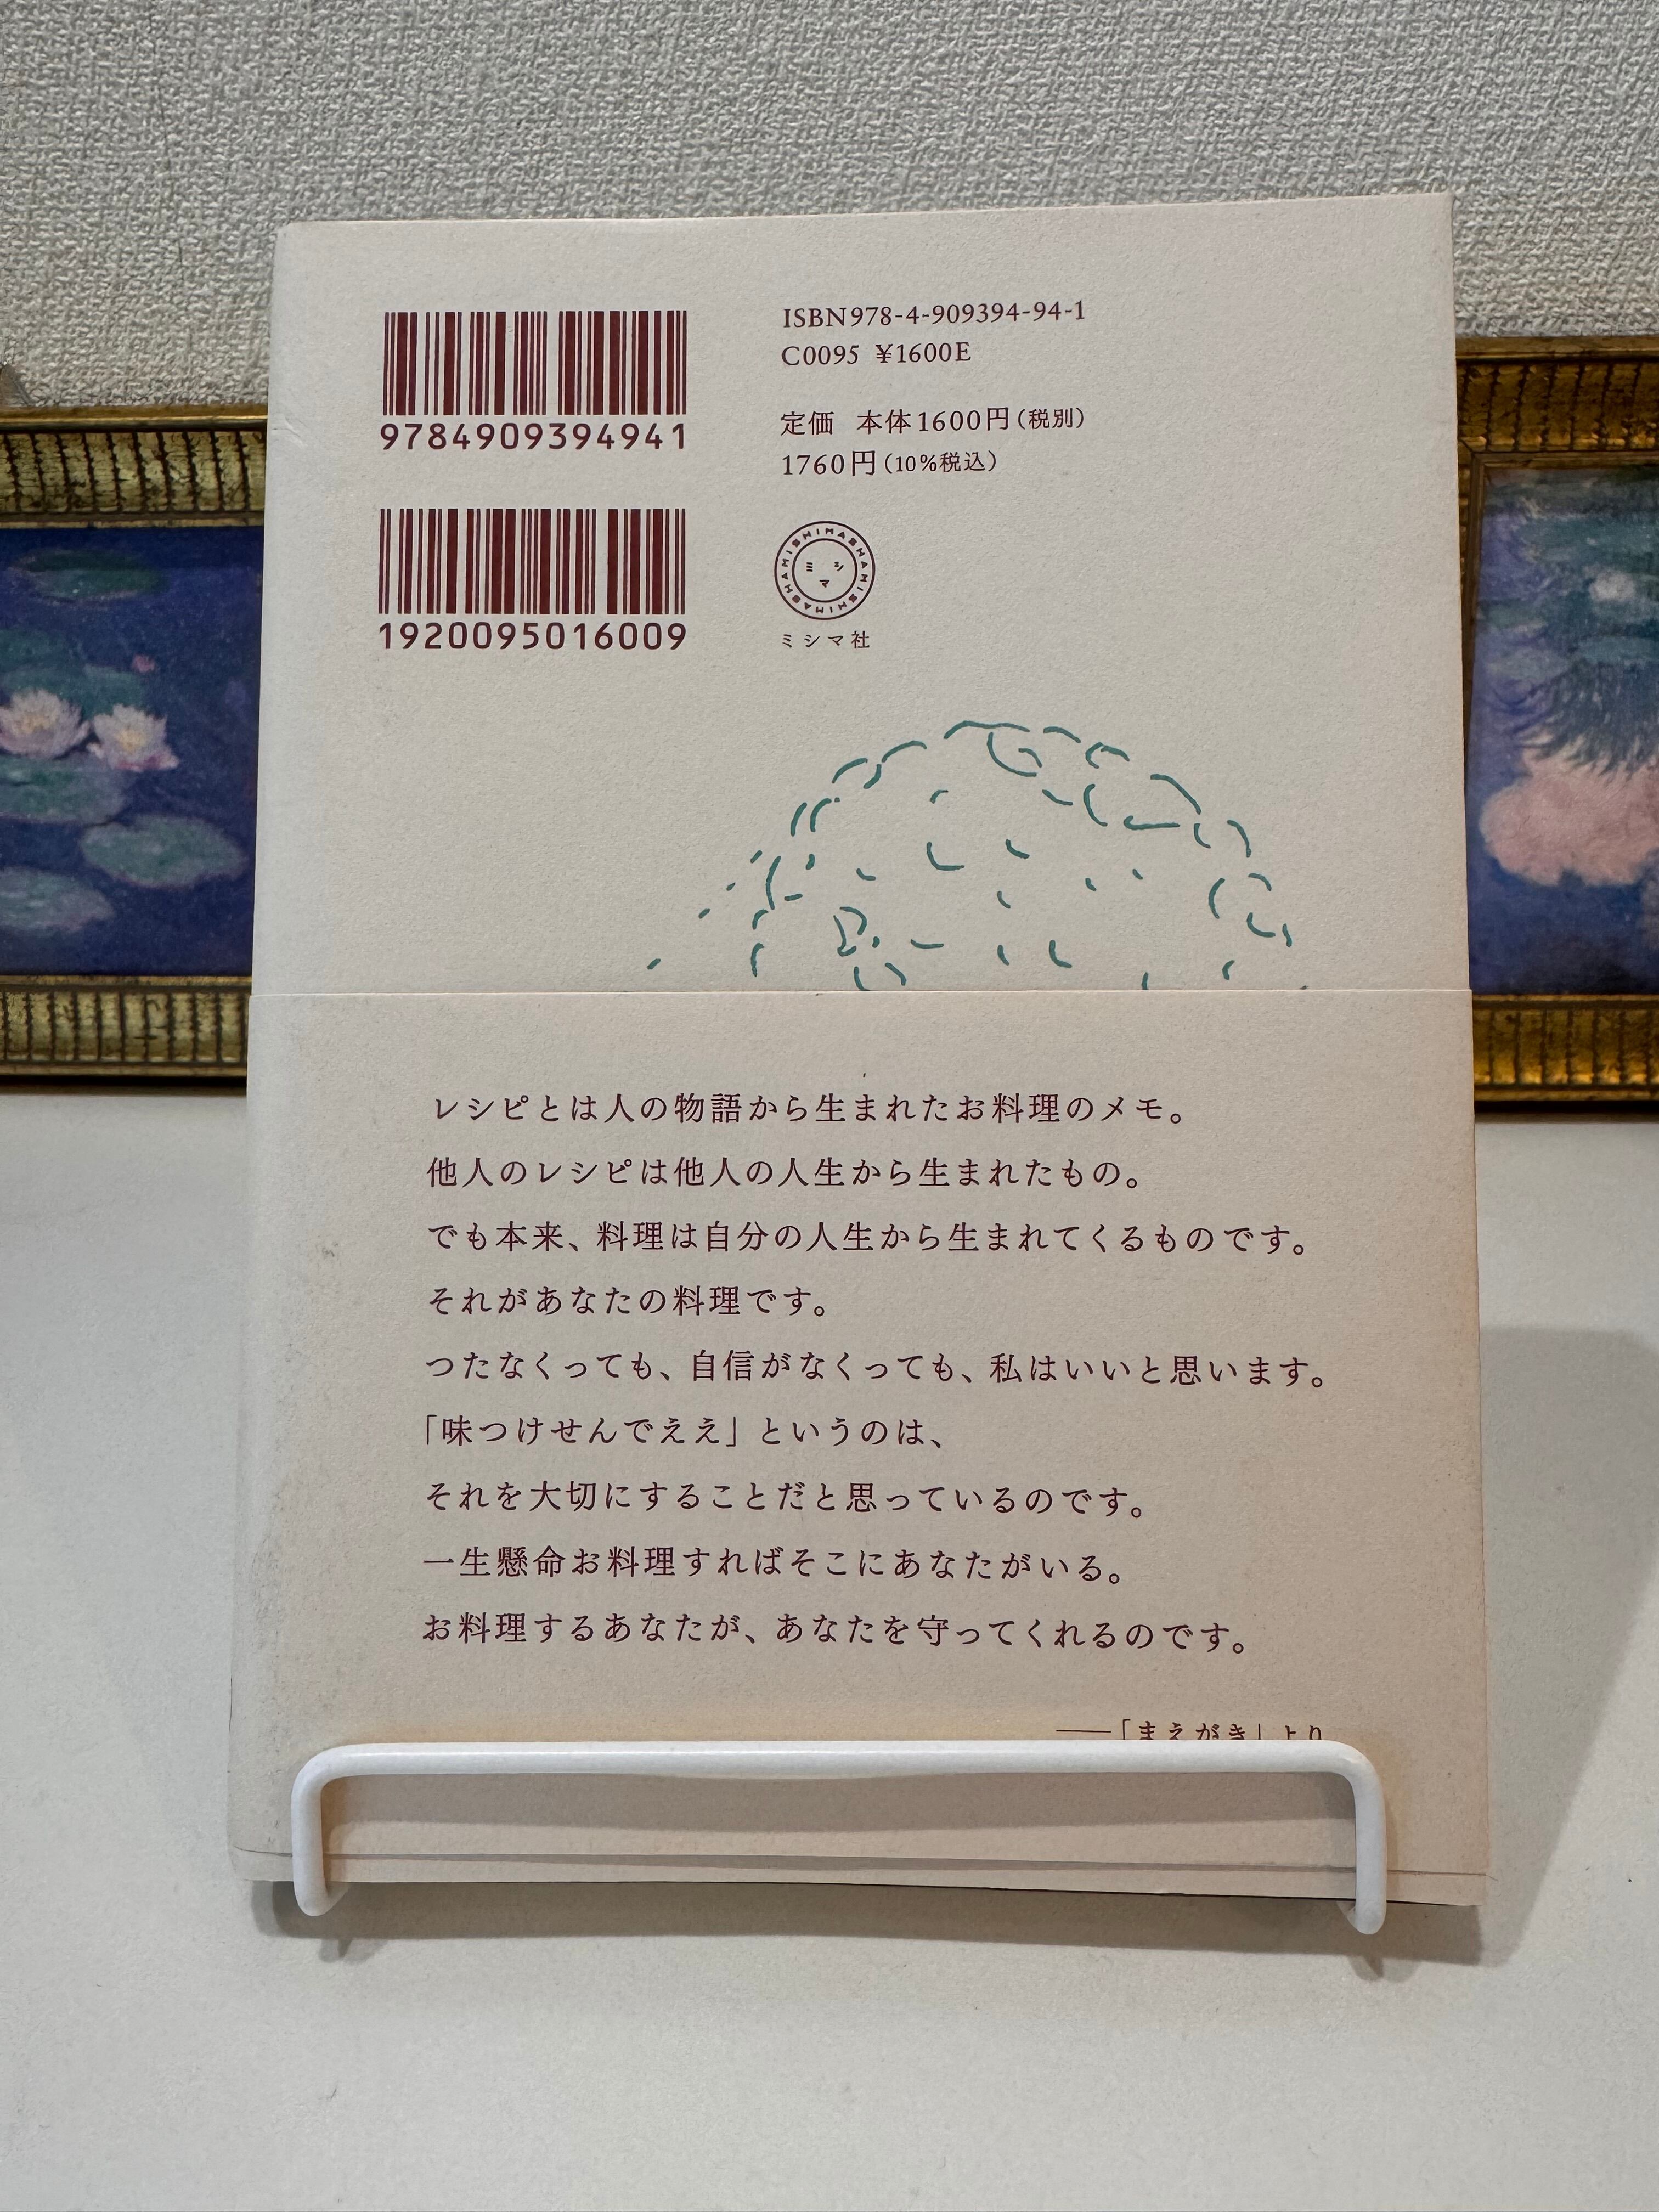 9784909394941
1920095016009
ISBN978-4-909394-94-1
C0095 ¥1600E
定価 本体1600円(税別)
1760円(10%税込)
MISHIMASHAMISHIMASHAMISHIMASHA
ミシマ
ミシマ社
レシピとは人の物語から生まれたお料理のメモ。
他人のレシピは他人の人生から生まれたもの。
でも本来、料理は自分の人生から生まれてくるものです。
それがあなたの料理です。
つたなくっても、自信がなくっても、私はいいと思います。
「味つけせんでええ」というのは、
それを大切にすることだと思っているのです。
一生懸命お料理すればそこにあなたがいる。
お料理するあなたが、あなたを守ってくれるのです。
――「まえがき」より